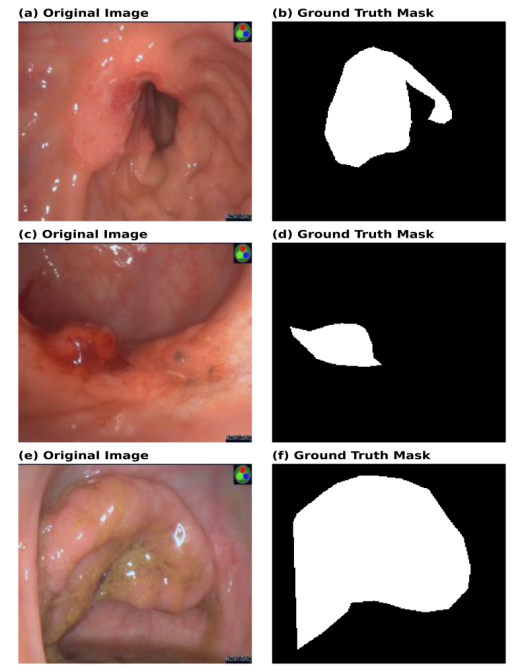 (a) Original Image
(b) Ground Truth Mask
(c) Original Image
(d) Ground Truth Mask
(e) Original Image
(f) Ground Truth Mask